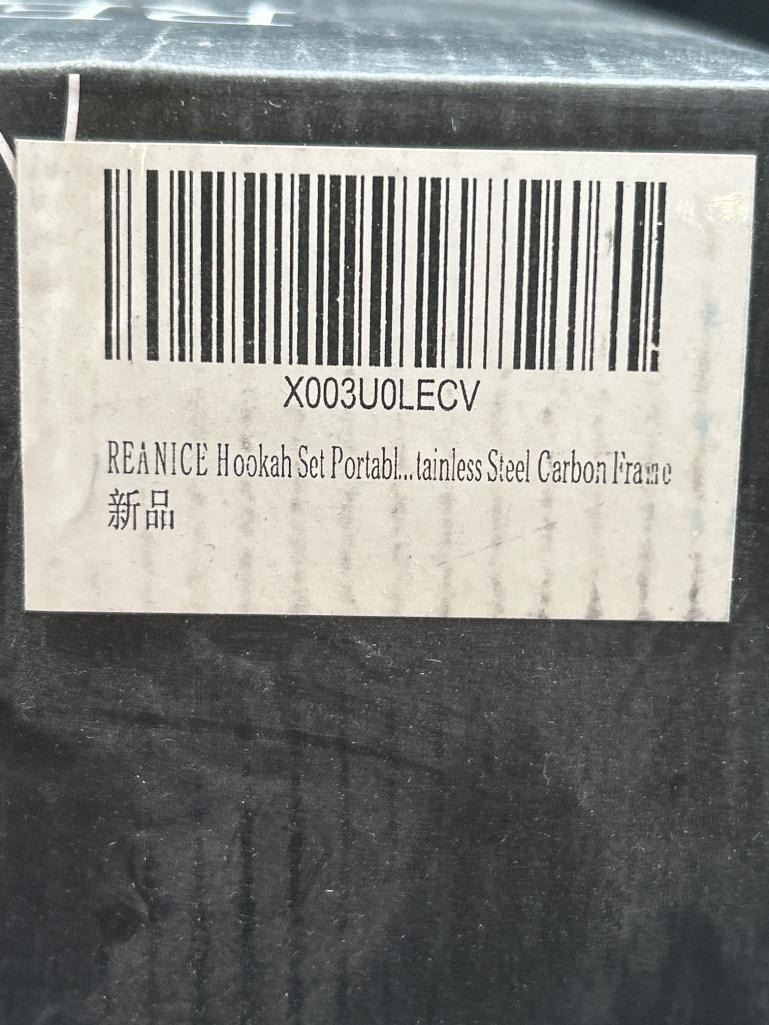 X003U0LECV
REANICE Hookah Set Portabl...tainless Steel Carbon Frame
新品